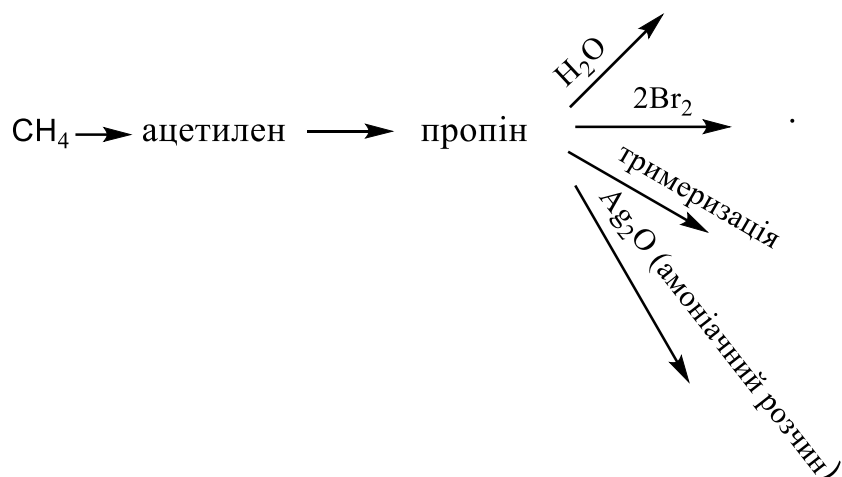 CH₄ ацетилен пропін
H₂O
2Br₂
.
тримеризація
Ag₂O (амоніачний розчин)